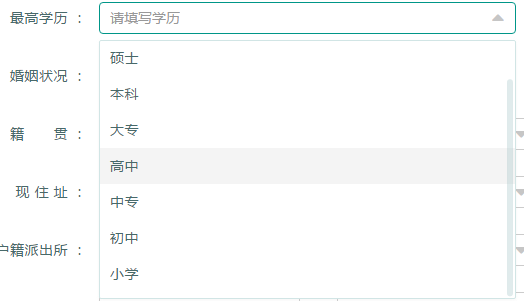 最高学历：
请填写学历
硕士
婚姻状况：
本科
大专
籍贯：
高中
现住址：
中专
初中
户籍派出所：
小学